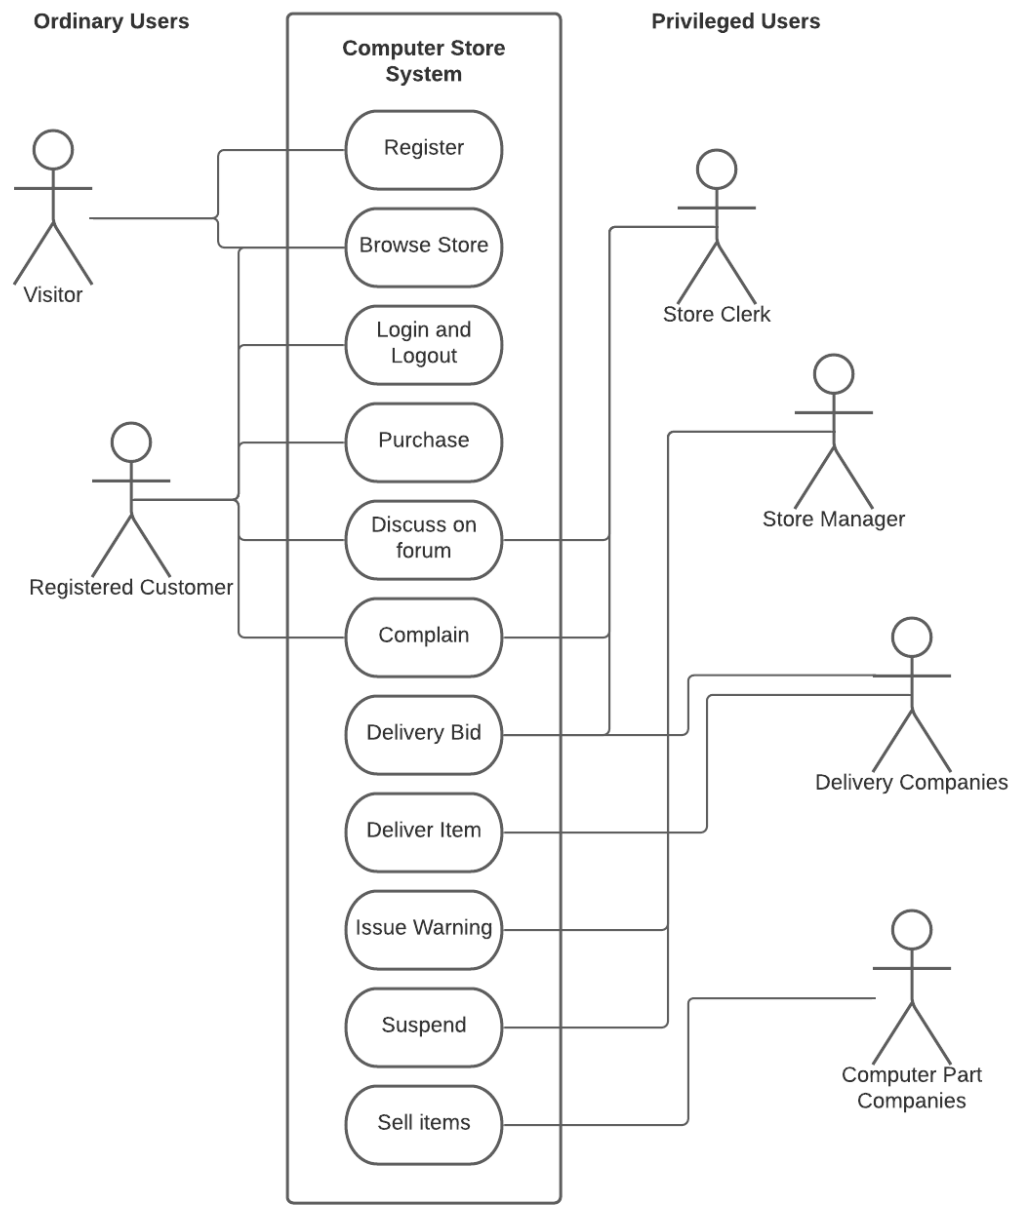 Ordinary Users
Privileged Users
Computer Store
System
Register
Browse Store
Login and
Logout
Purchase
Discuss on
forum
Complain
Delivery Bid
Deliver Item
Issue Warning
Suspend
Sell items
Visitor
Registered Customer
Store Clerk
Store Manager
Delivery Companies
Computer Part
Companies